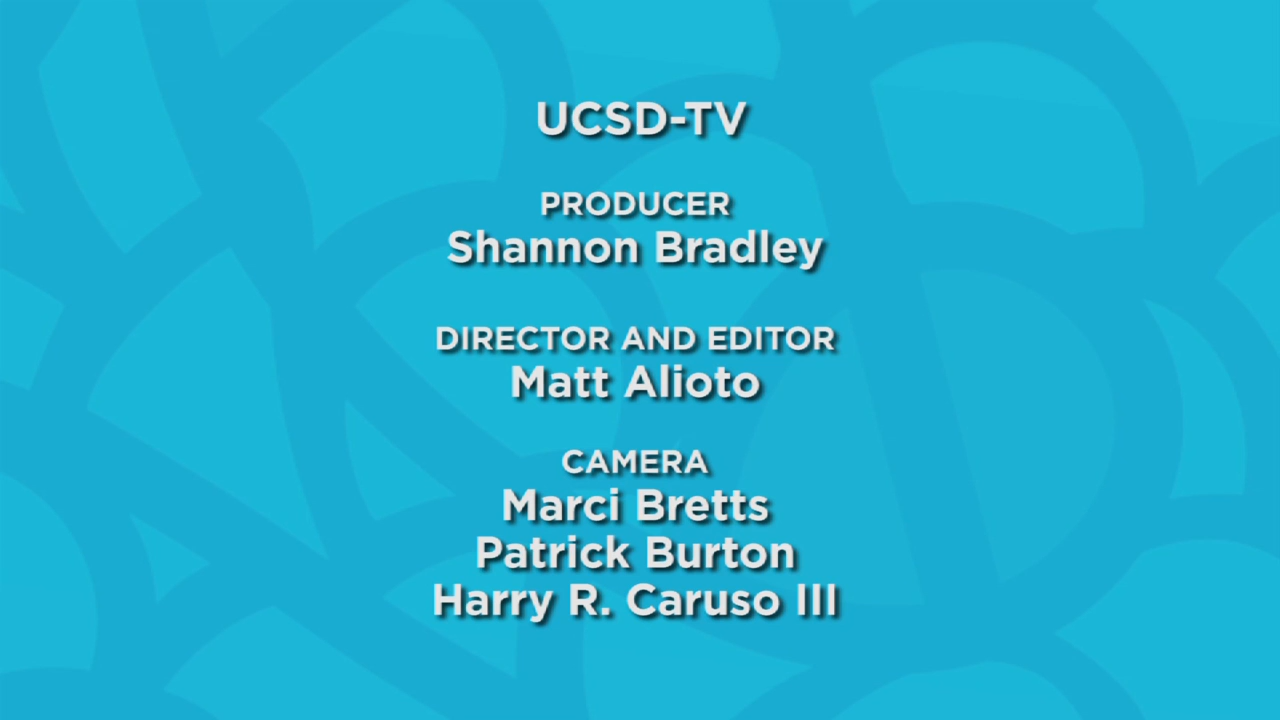 UCSD-TV
PRODUCER
Shannon Bradley
DIRECTOR AND EDITOR
Matt Alioto
CAMERA
Marci Bretts
Patrick Burton
Harry R. Caruso III